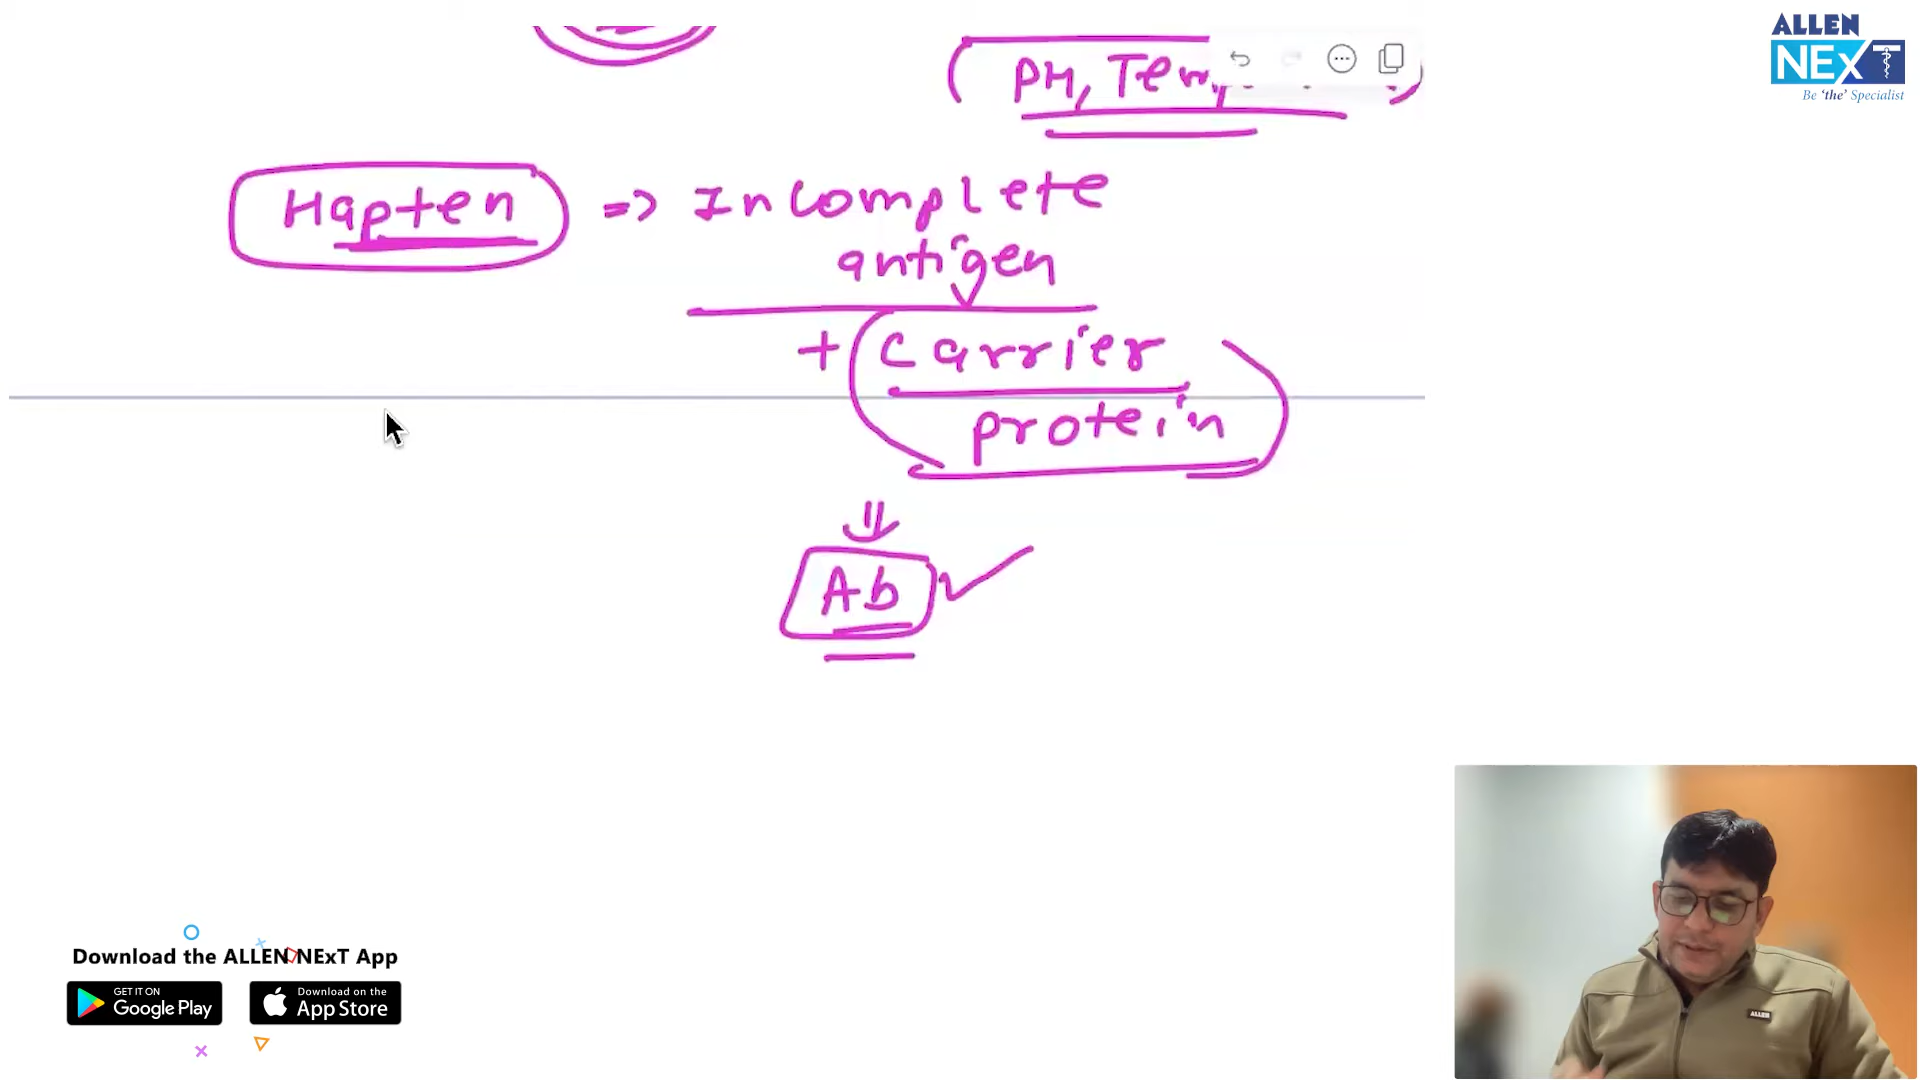 ALLEN
NEXT
Be 'the' Specialist
PH,
Hapten => Incomplete
antigen
+ carrier
protein
Ab
Download the ALLEN NExT App
GET IT ON
Google Play
Download on the
App Store
ALLEN